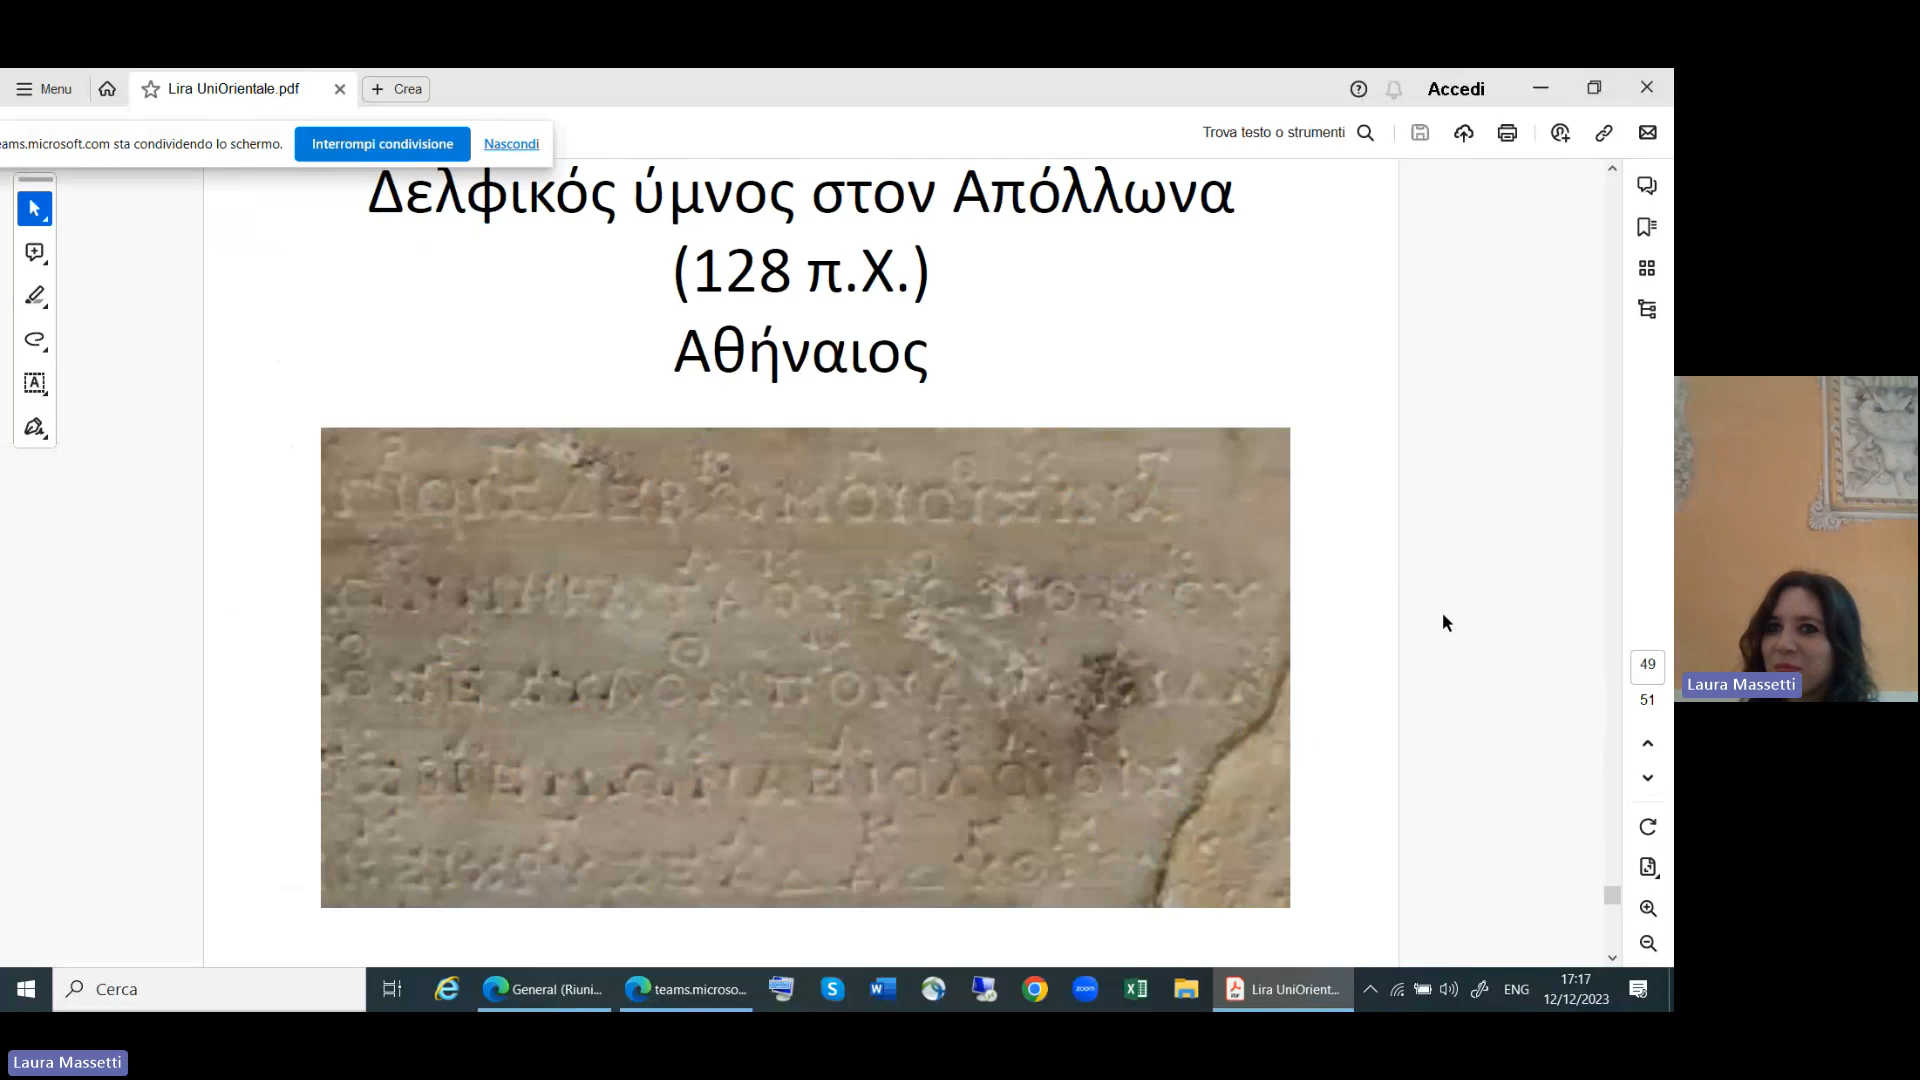 Menu
Lira UniOrientale.pdf
Crea
Accedi
eams.microsoft.com sta condividendo lo schermo.
Interrompi condivisione
Nascondi
Trova testo o strumenti
Δελφικός ύμνος στον Απόλλωνα
(128 π.Χ.)
Αθήναιος
49
51
Laura Massetti
Cerca
General (Riuni...
teams.microso...
zoom
Lira UniOrient...
ENG
17:17
12/12/2023
Laura Massetti